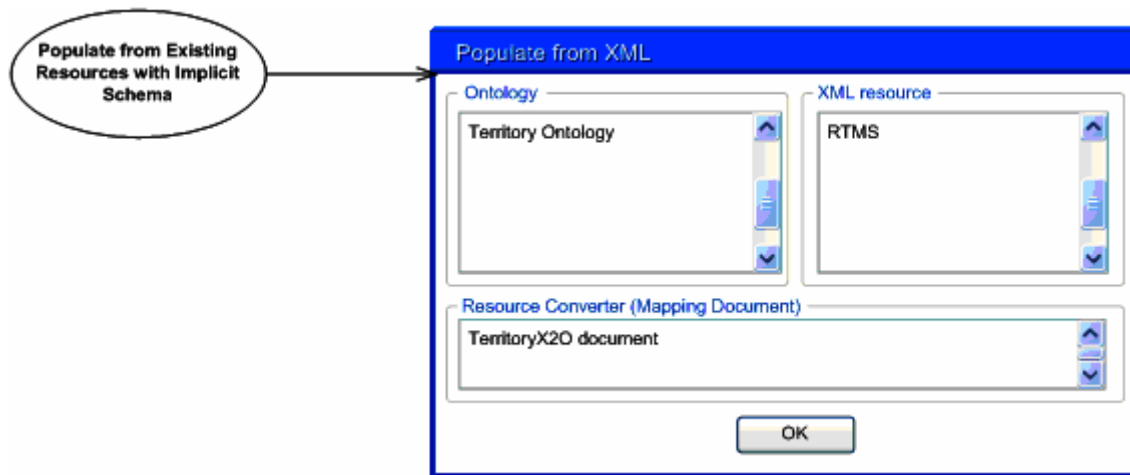 Populate from Existing
Resources with Implicit
Schema
Populate from XML
Ontology
Territory Ontology
XML resource
RTMS
Resource Converter (Mapping Document)
TerritoryX2O document
OK